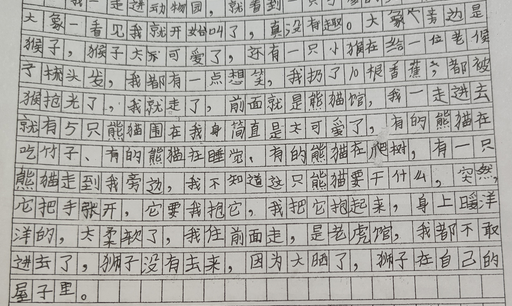 一走进动物园，就看到一只
大象一看见我就开始叫了，真没有趣。大象旁边是
猴子，猴子太可爱了，还有一只小猴在给一位老猴
子摘头发，我都有一点想笑，我扔了10根香蕉，都被
猴抢光了，我就走了，前面就是熊猫馆，我一走进去
就有5只熊猫围在我身简直是太可爱了，有的熊猫在
吃竹子、有的熊猫在睡觉、有的熊猫在爬树，有一只
熊猫走到我旁边，我不知道这只熊猫要干什么，突然，
它把手张开，它要我抱它，我把它抱起来，身上暖洋
洋的，太柔软了，我往前面走，是老虎馆，我都不敢
进去了，狮子没有去来，因为太晒了，狮子在自己的
屋子里。